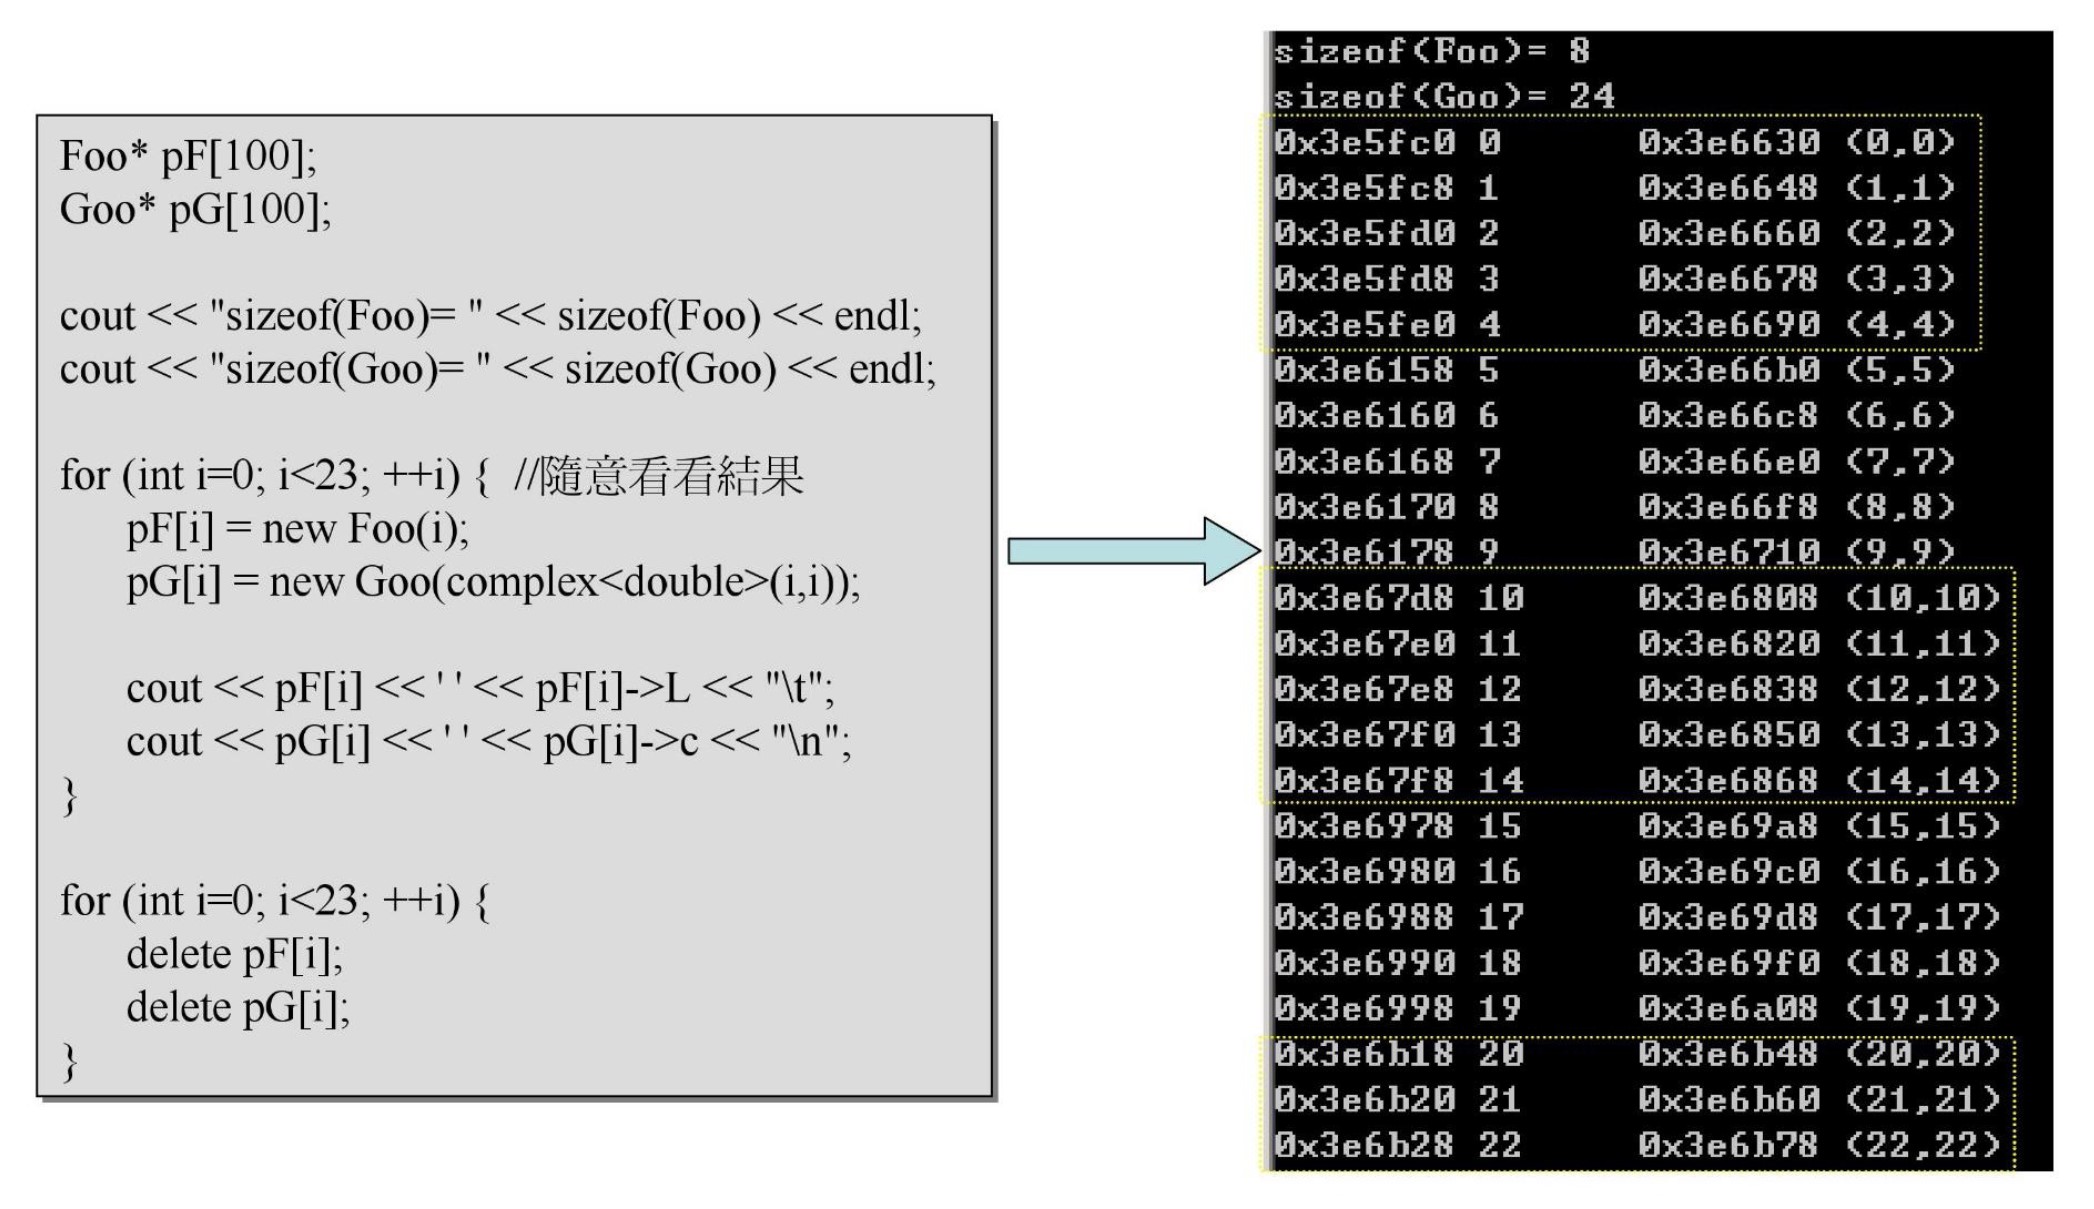 Foo* pF[100];
Goo* pG[100];
cout << "sizeof(Foo)= " << sizeof(Foo) << endl;
cout << "sizeof(Goo)= " << sizeof(Goo) << endl;
for (int i=0; i<23; ++i) { //隨意看看結果
pF[i] = new Foo(i);
pG[i] = new Goo(complex<double>(i,i));
cout << pF[i] << ' ' << pF[i]->L << "\t";
cout << pG[i] << ' ' << pG[i]->c << "\n";
}
for (int i=0; i<23; ++i) {
delete pF[i];
delete pG[i];
}
sizeof(Foo)= 8
sizeof(Goo)= 24
0x3e5fc0 0 0x3e6630 (0,0)
0x3e5fc8 1 0x3e6648 (1,1)
0x3e5fd0 2 0x3e6660 (2,2)
0x3e5fd8 3 0x3e6678 (3,3)
0x3e5fe0 4 0x3e6690 (4,4)
0x3e6158 5 0x3e66b0 (5,5)
0x3e6160 6 0x3e66c8 (6,6)
0x3e6168 7 0x3e66e0 (7,7)
0x3e6170 8 0x3e66f8 (8,8)
0x3e6178 9 0x3e6710 (9,9)
0x3e67d8 10 0x3e6808 (10,10)
0x3e67e0 11 0x3e6820 (11,11)
0x3e67e8 12 0x3e6838 (12,12)
0x3e67f0 13 0x3e6850 (13,13)
0x3e67f8 14 0x3e6868 (14,14)
0x3e6978 15 0x3e69a8 (15,15)
0x3e6980 16 0x3e69c0 (16,16)
0x3e6988 17 0x3e69d8 (17,17)
0x3e6990 18 0x3e69f0 (18,18)
0x3e6998 19 0x3e6a08 (19,19)
0x3e6b18 20 0x3e6b48 (20,20)
0x3e6b20 21 0x3e6b60 (21,21)
0x3e6b28 22 0x3e6b78 (22,22)